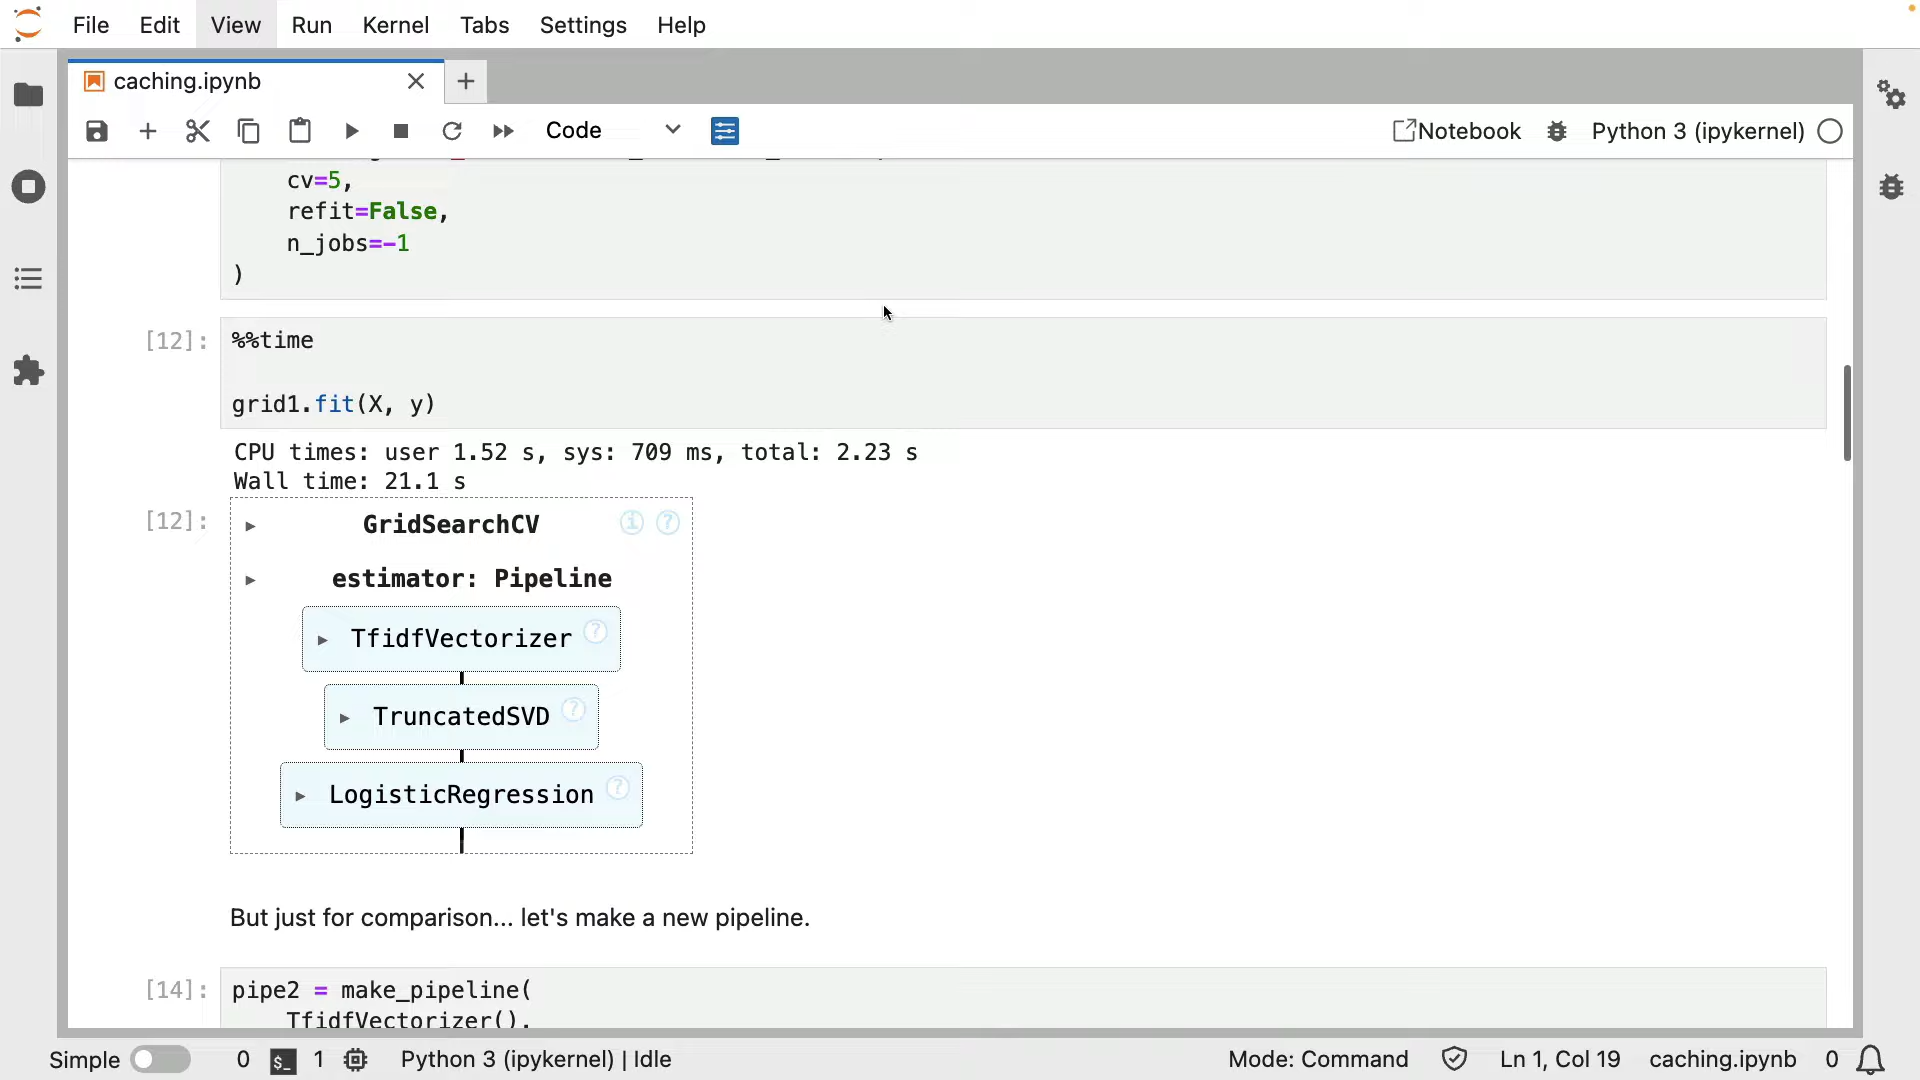 File Edit View Run Kernel Tabs Settings Help
caching.ipynb
Code
Notebook
Python 3 (ipykernel)
cv=5,
refit=False,
n_jobs=-1
)
[12]:
%%time
grid1.fit(X, y)
CPU times: user 1.52 s, sys: 709 ms, total: 2.23 s
Wall time: 21.1 s
[12]:
GridSearchCV i ?
estimator: Pipeline
TfidfVectorizer ?
TruncatedSVD ?
LogisticRegression ?
But just for comparison... let's make a new pipeline.
[14]:
pipe2 = make_pipeline(
TfidfVectorizer(),
Simple 0 $_ 1 Python 3 (ipykernel) | Idle Mode: Command Ln 1, Col 19 caching.ipynb 0